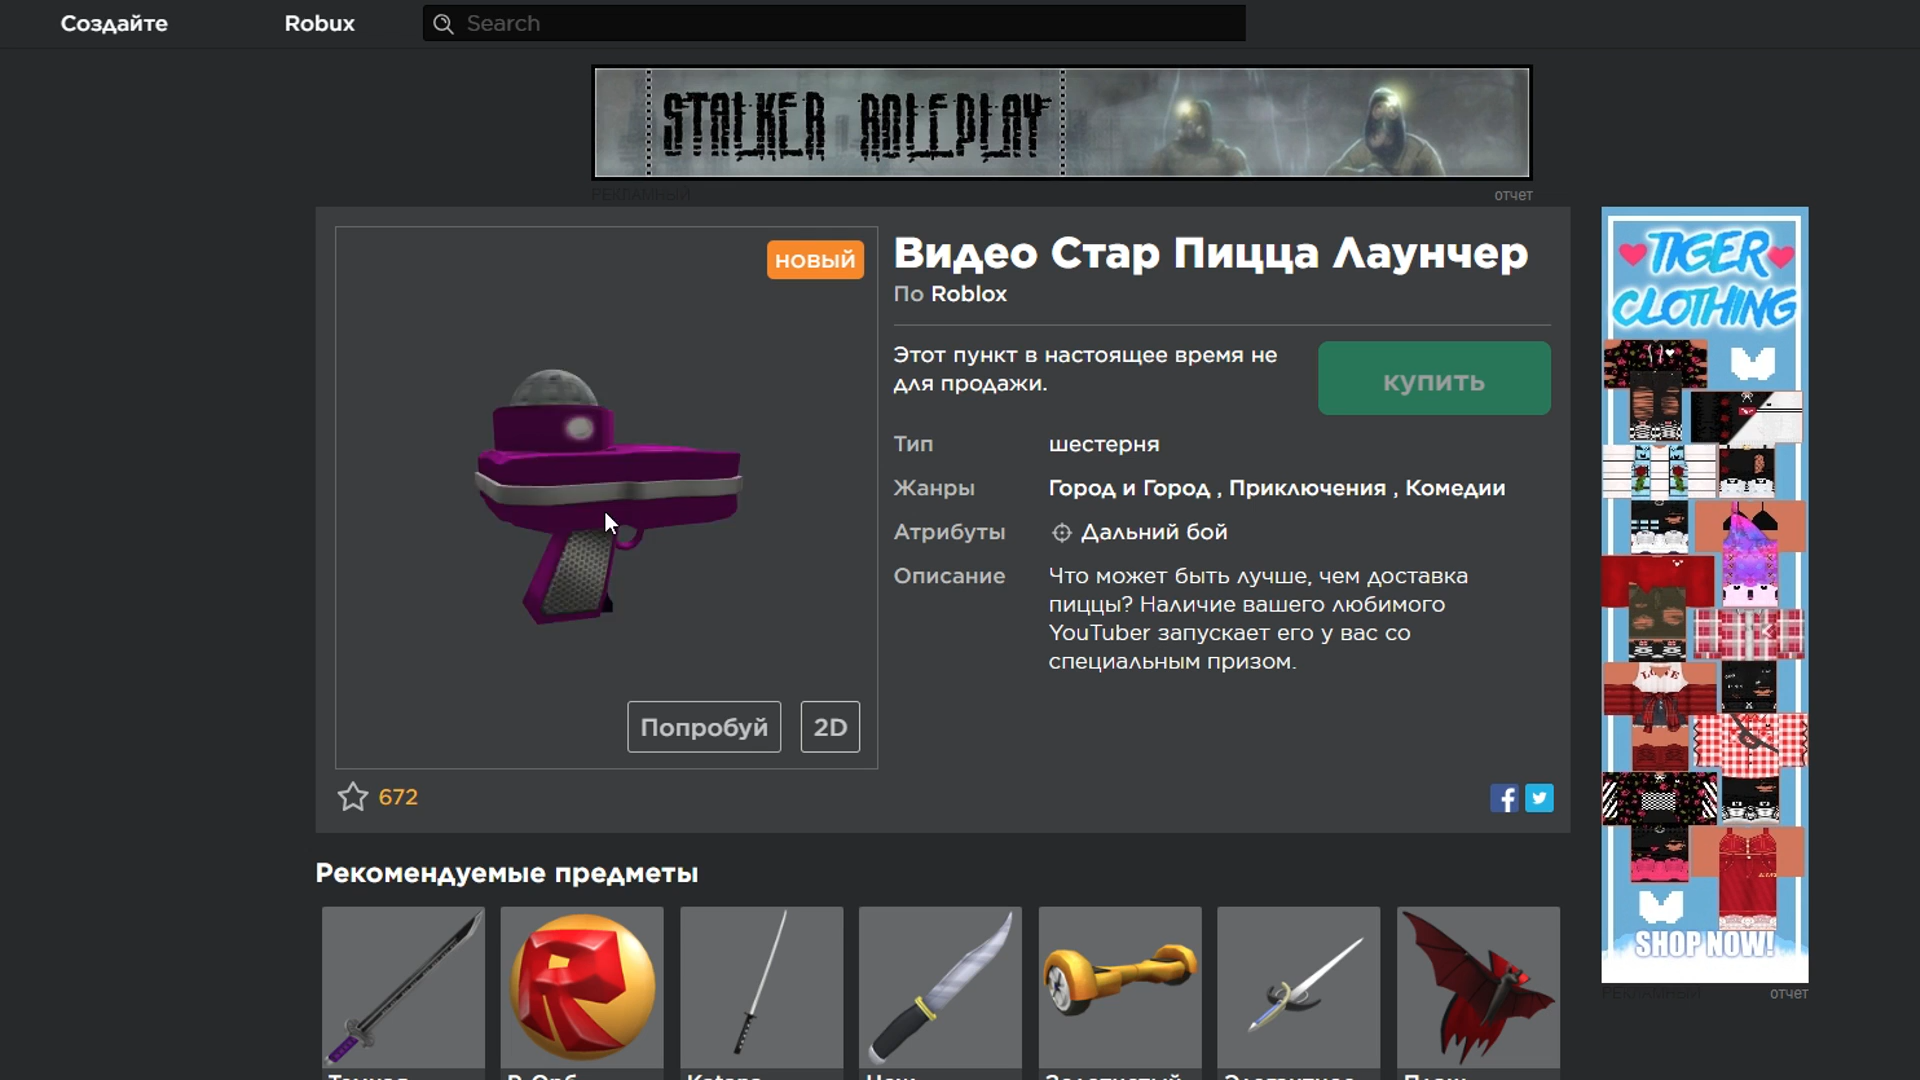 Создайте
Robux
Search
STALKER ROLEPLAY
РЕКЛАМНЫЙ
отчет
НОВЫЙ
Видео Стар Пицца Лаунчер
По Roblox
Этот пункт в настоящее время не
для продажи.
купить
Тип
шестерня
Жанры
Город и Город , Приключения , Комедии
Атрибуты
Дальний бой
Описание
Что может быть лучше, чем доставка
пиццы? Наличие вашего любимого
YouTuber запускает его у вас со
специальным призом.
Попробуй
2D
672
TIGER
CLOTHING
LOVE
SHOP NOW!
РЕКЛАМНЫЙ
отчет
Рекомендуемые предметы